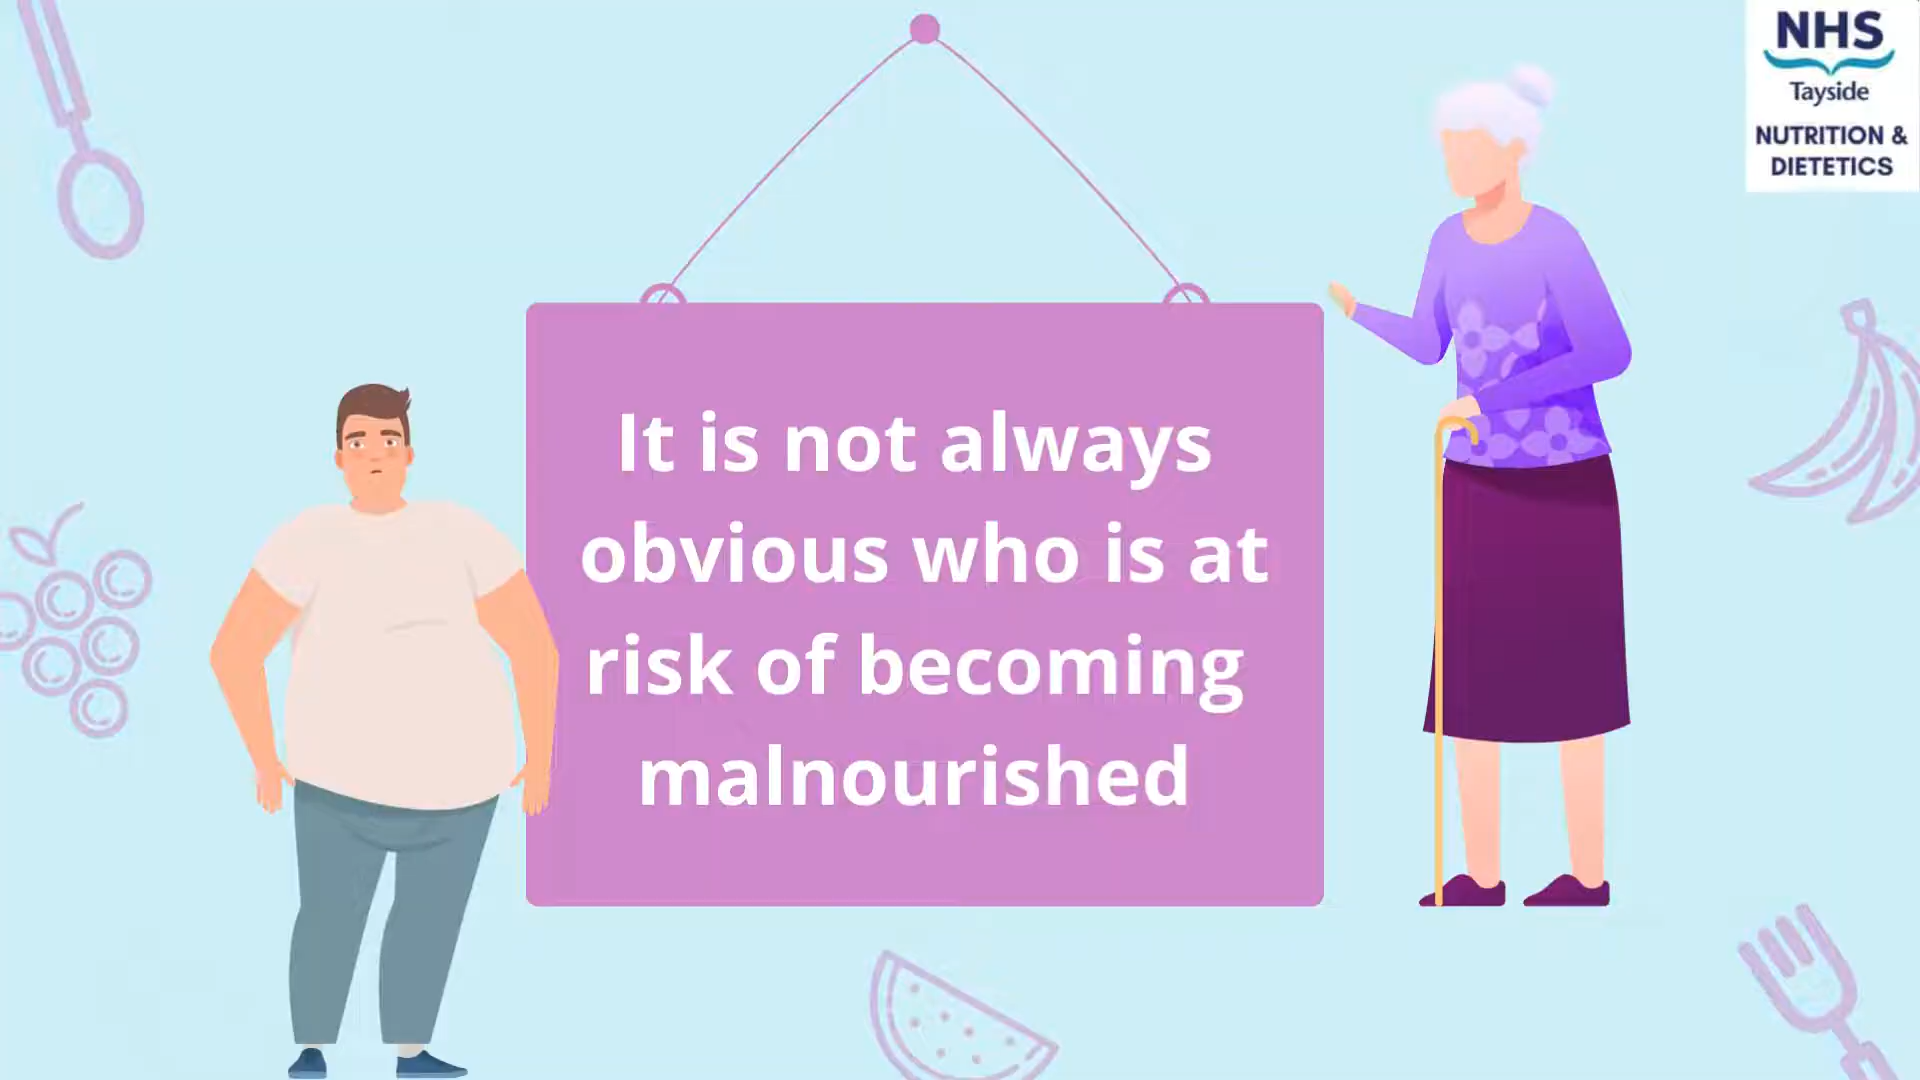 NHS
Tayside
NUTRITION &
DIETETICS
It is not always
obvious who is at
risk of becoming
malnourished